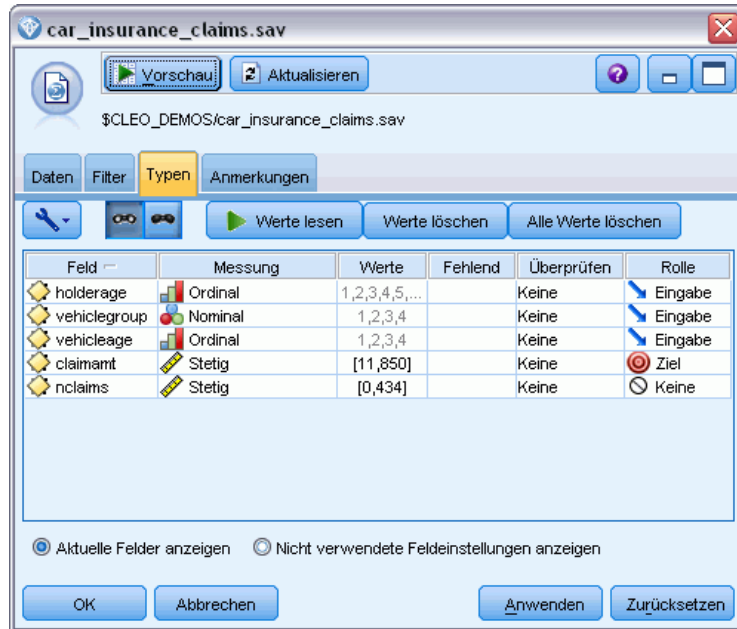 car_insurance_claims.sav
Vorschau Aktualisieren
$CLEO_DEMOS/car_insurance_claims.sav
Daten Filter Typen Anmerkungen
Werte lesen Werte löschen Alle Werte löschen
Feld Messung Werte Fehlend Überprüfen Rolle
holderage Ordinal 1,2,3,4,5,... Keine Eingabe
vehiclegroup Nominal 1,2,3,4 Keine Eingabe
vehicleage Ordinal 1,2,3,4 Keine Eingabe
claimamt Stetig [11,850] Keine Ziel
nclaims Stetig [0,434] Keine Keine
Aktuelle Felder anzeigen Nicht verwendete Feldeinstellungen anzeigen
OK Abbrechen Anwenden Zurücksetzen